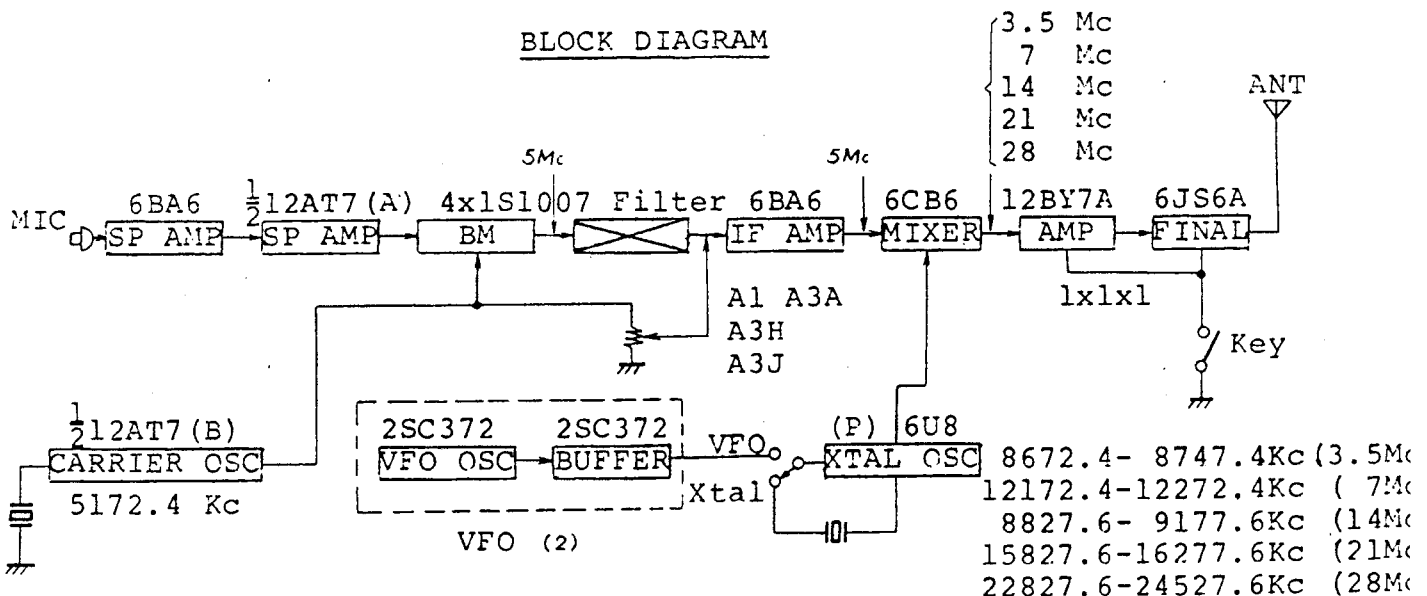 BLOCK DIAGRAM
3.5 Mc
7 Mc
14 Mc
21 Mc
28 Mc
ANT
5Mc
5Mc
MIC
6BA6
SP AMP
½12AT7(A)
SP AMP
4x1S1007
BM
Filter
6BA6
IF AMP
6CB6
MIXER
12BY7A
AMP
6JS6A
FINAL
1x1x1
A1 A3A
A3H
A3J
Key
½12AT7(B)
CARRIER OSC
5172.4 Kc
2SC372
VFO OSC
2SC372
BUFFER
VFO (2)
VFO
Xtal
(P) 6U8
XTAL OSC
8672.4- 8747.4Kc (3.5Mc
12172.4-12272.4Kc ( 7Mc
8827.6- 9177.6Kc (14Mc
15827.6-16277.6Kc (21Mc
22827.6-24527.6Kc (28Mc